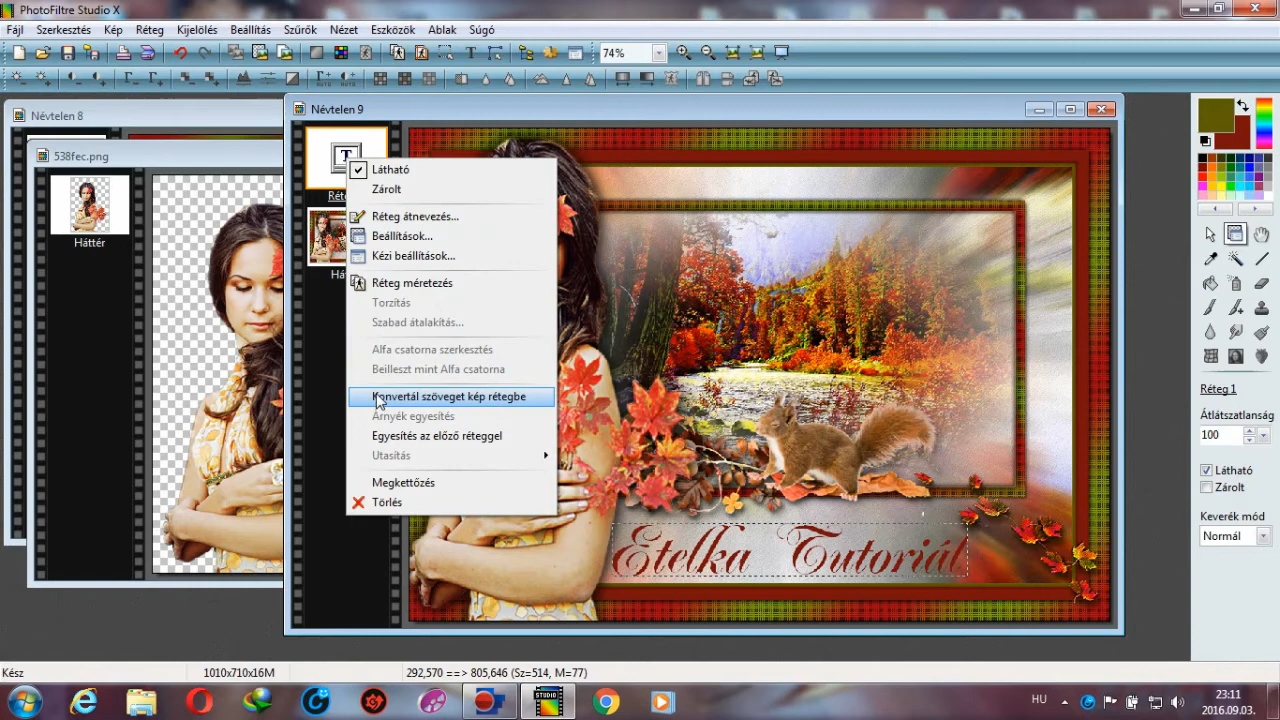 PhotoFiltre Studio X
Fájl Szerkesztés Kép Réteg Kijelölés Beállítás Szűrők Nézet Eszközök Ablak Súgó
74%
Névtelen 8
538fec.png
Háttér
Névtelen 9
T
Látható
Zárolt
Réteg átnevezés...
Beállítások...
Kézi beállítások...
Réteg méretezés
Torzítás
Szabad átalakítás...
Alfa csatorna szerkesztés
Beilleszt mint Alfa csatorna
Konvertál szöveget kép rétegbe
Árnyék egyesítés
Egyesítés az előző réteggel
Utasítás
Megkettőzés
Törlés
Etelka Tutoriál
Réteg 1
Átlátszatlanság
100
Látható
Zárolt
Keverék mód
Normál
Kész 1010x710x16M 292,570 ==> 805,646 (Sz=514, M=77)
STUDIO
HU
23:11
2016.09.03.